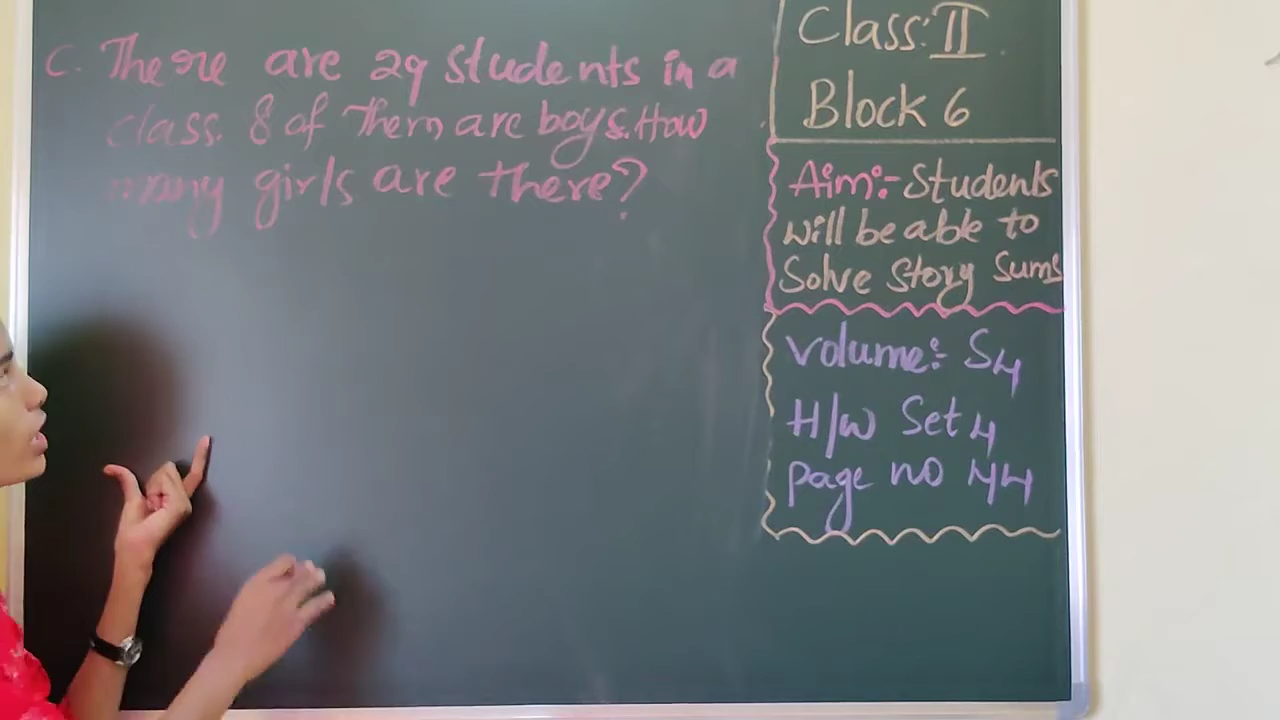 C. There are 29 students in a
class. 8 of them are boys. How
many girls are there?
Class: II
Block 6
Aim:- Students
will be able to
Solve Story Sums
Volume:- S4
H/W Set 4
page no 44